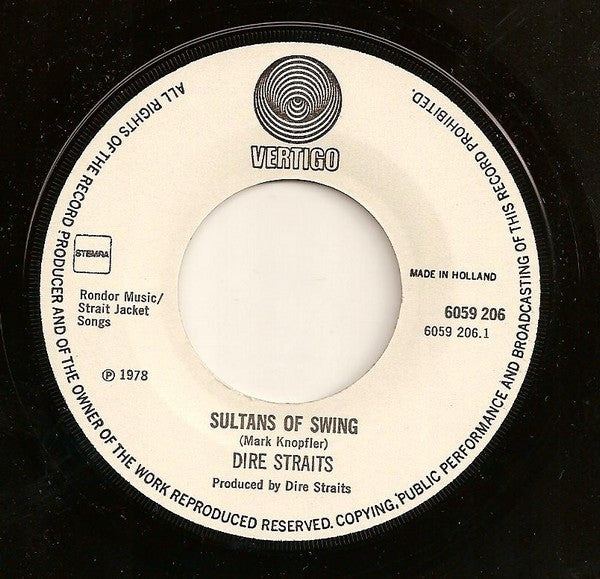 VERTIGO
ALL RIGHTS OF THE RECORD PRODUCER AND OF THE OWNER OF THE WORK REPRODUCED RESERVED. COPYING, PUBLIC PERFORMANCE AND BROADCASTING OF THIS RECORD PROHIBITED.
STEMRA
MADE IN HOLLAND
Rondor Music/
Strait Jacket
Songs
6059 206
6059 206.1
℗ 1978
SULTANS OF SWING
(Mark Knopfler)
DIRE STRAITS
Produced by Dire Straits